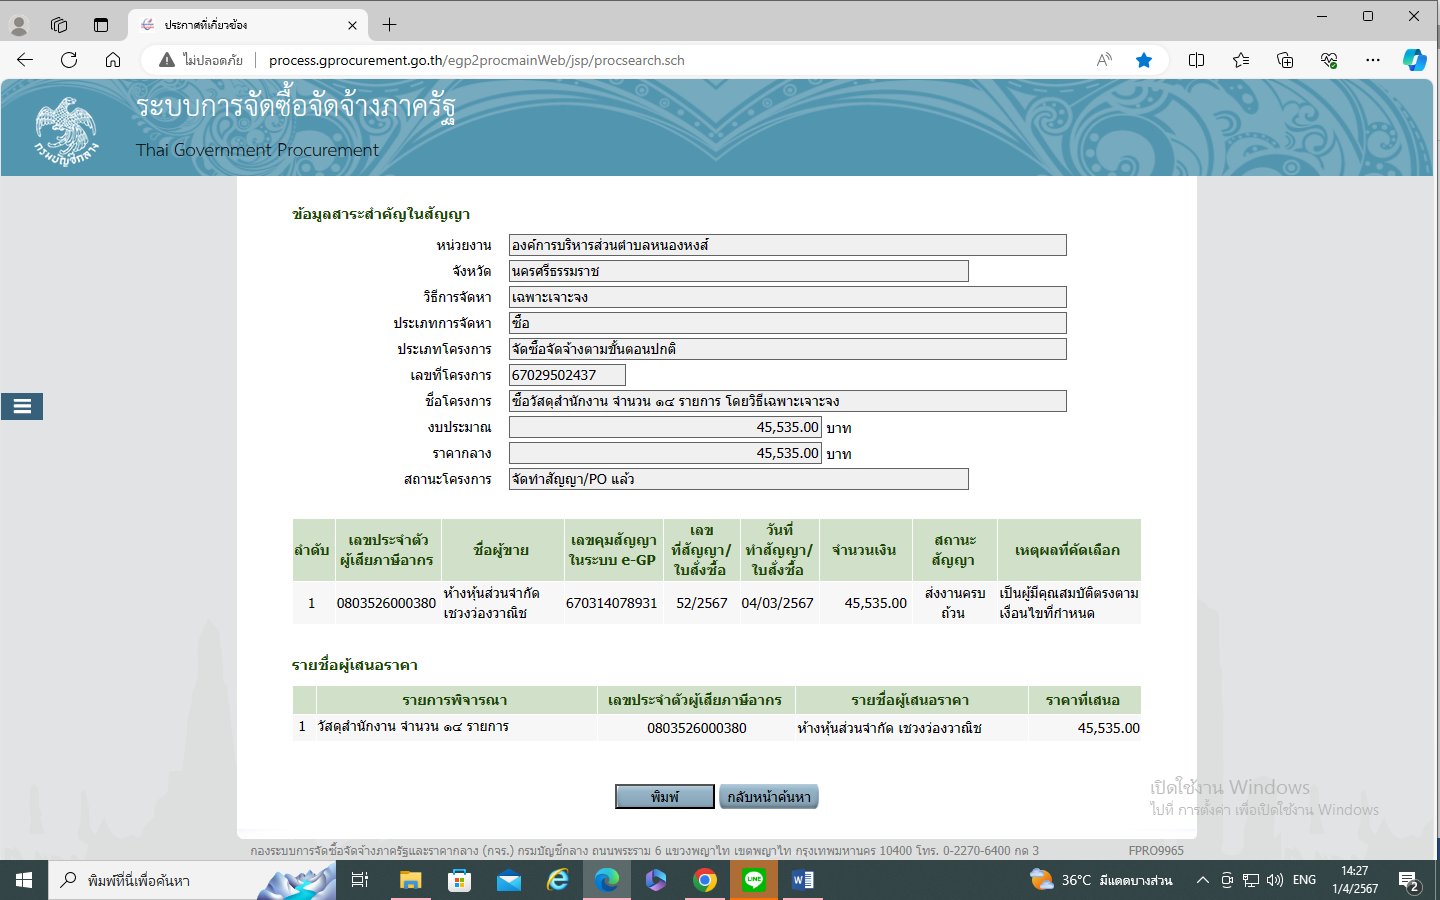 ประกาศที่เกี่ยวข้อง
ไม่ปลอดภัย process.gprocurement.go.th/egp2procmainWeb/jsp/procsearch.sch
ระบบการจัดซื้อจัดจ้างภาครัฐ
Thai Government Procurement
กรมบัญชีกลาง
ข้อมูลสาระสำคัญในสัญญา
หน่วยงาน องค์การบริหารส่วนตำบลหนองหงส์
จังหวัด นครศรีธรรมราช
วิธีการจัดหา เฉพาะเจาะจง
ประเภทการจัดหา ซื้อ
ประเภทโครงการ จัดซื้อจัดจ้างตามขั้นตอนปกติ
เลขที่โครงการ 67029502437
ชื่อโครงการ ซื้อวัสดุสำนักงาน จำนวน ๑๔ รายการ โดยวิธีเฉพาะเจาะจง
งบประมาณ 45,535.00 บาท
ราคากลาง 45,535.00 บาท
สถานะโครงการ จัดทำสัญญา/PO แล้ว
ลำดับ เลขประจำตัวผู้เสียภาษีอากร ชื่อผู้ขาย เลขคุมสัญญาในระบบ e-GP เลขที่สัญญา/ใบสั่งซื้อ วันที่ทำสัญญา/ใบสั่งซื้อ จำนวนเงิน สถานะสัญญา เหตุผลที่คัดเลือก
1 0803526000380 ห้างหุ้นส่วนจำกัด เชวงว่องวาณิช 670314078931 52/2567 04/03/2567 45,535.00 ส่งงานครบถ้วน เป็นผู้มีคุณสมบัติตรงตามเงื่อนไขที่กำหนด
รายชื่อผู้เสนอราคา
รายการพิจารณา เลขประจำตัวผู้เสียภาษีอากร รายชื่อผู้เสนอราคา ราคาที่เสนอ
1 วัสดุสำนักงาน จำนวน ๑๔ รายการ 0803526000380 ห้างหุ้นส่วนจำกัด เชวงว่องวาณิช 45,535.00
พิมพ์ กลับหน้าค้นหา
เปิดใช้งาน Windows
ไปที่ การตั้งค่า เพื่อเปิดใช้งาน Windows
กองระบบการจัดซื้อจัดจ้างภาครัฐและราคากลาง (กจร.) กรมบัญชีกลาง ถนนพระราม 6 แขวงพญาไท เขตพญาไท กรุงเทพมหานคร 10400 โทร. 0-2270-6400 กด 3 FPRO9965
พิมพ์ที่นี่เพื่อค้นหา
LINE
36°C มีแดดบางส่วน ENG 14:27
1/4/2567
2